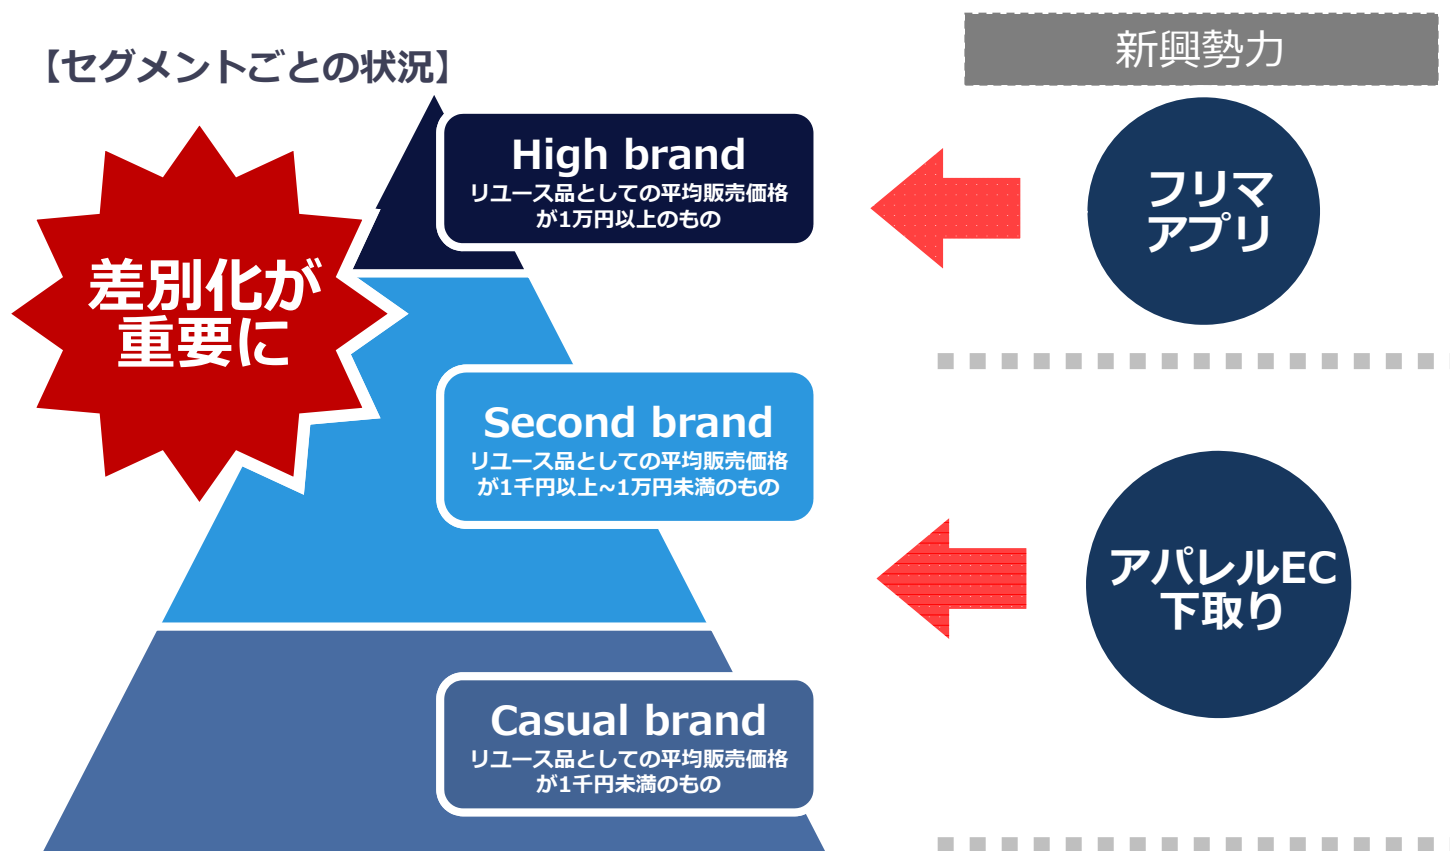 【セグメントごとの状況】
新興勢力
差別化が
重要に
High brand
リユース品としての平均販売価格
が1万円以上のもの
フリマ
アプリ
Second brand
リユース品としての平均販売価格
が1千円以上~1万円未満のもの
アパレルEC
下取り
Casual brand
リユース品としての平均販売価格
が1千円未満のもの